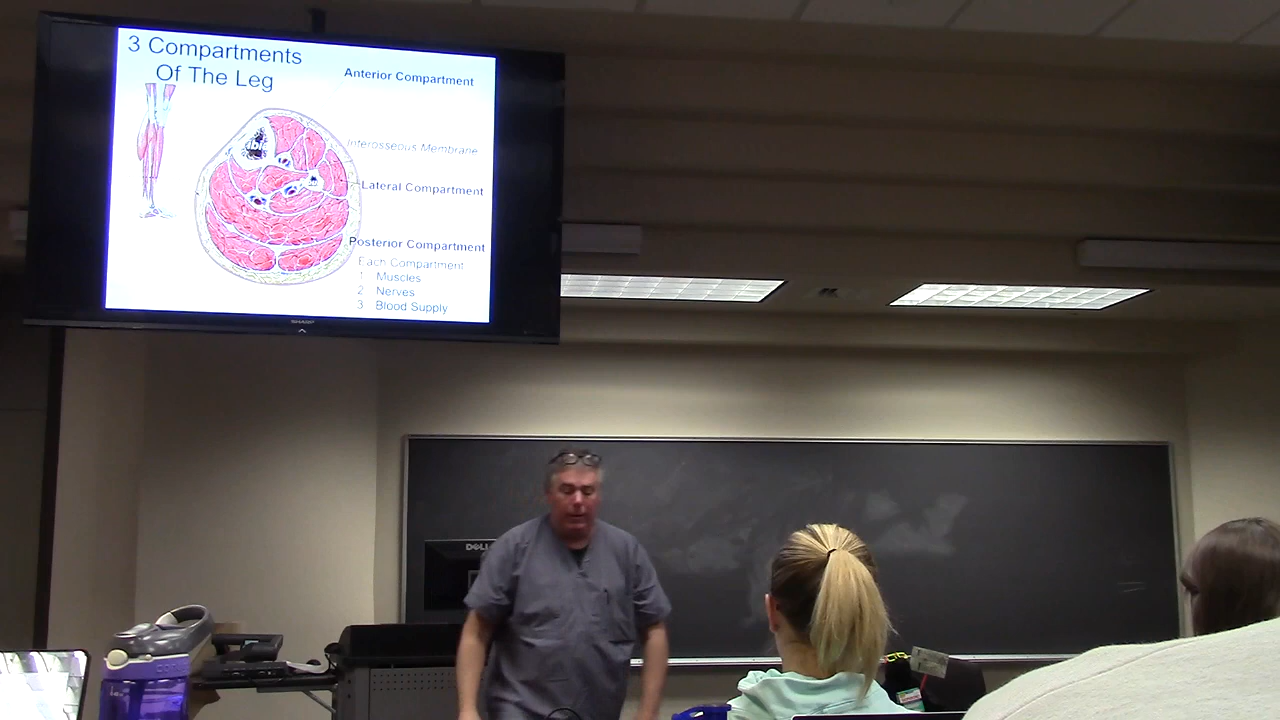 3 Compartments
Of The Leg
Anterior Compartment
Interosseous Membrane
Lateral Compartment
Posterior Compartment
Each Compartment
1. Muscles
2. Nerves
3. Blood Supply
SHARP
DELL